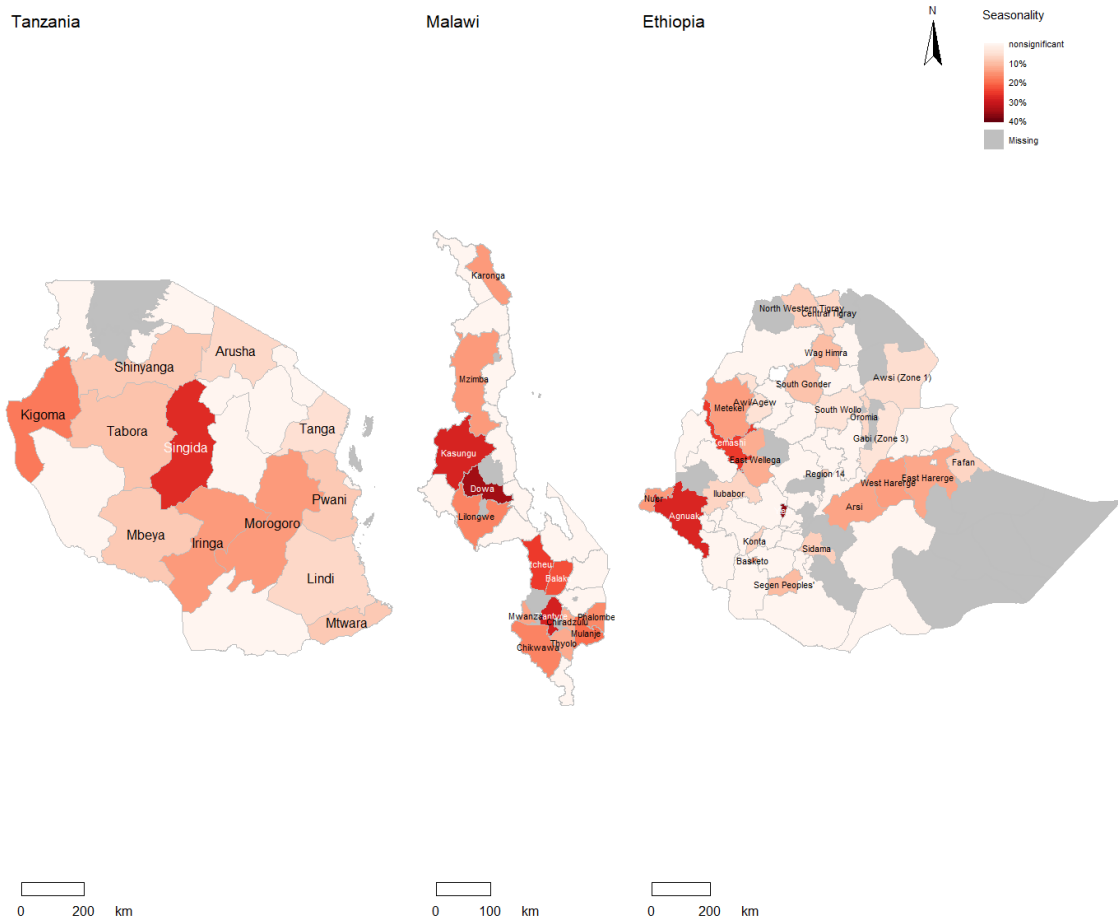 Tanzania
Malawi
Ethiopia
N
Seasonality
nonsignificant
10%
20%
30%
40%
Missing
Shinyanga
Arusha
Kigoma
Tabora
Singida
Tanga
Pwani
Morogoro
Mbeya
Iringa
Lindi
Mtwara
Karonga
Mzimba
Kasungu
Dowa
Lilongwe
Mwanza
Chiradzulu
Phalombe
Mulanje
Thyolo
Chikwawa
North Western Tigray
Central Tigray
Wag Himra
South Gonder
Awsi (Zone 1)
Awi/Agew
Metekel
South Wollo
Oromia
Gabi (Zone 3)
East Wellega
Region 14
Fafan
East Harerge
West Harerge
Nuer
Ilubabor
Agnuak
Arsi
Konta
Sidama
Basketo
Segen Peoples'
0 200 km
0 100 km
0 200 km